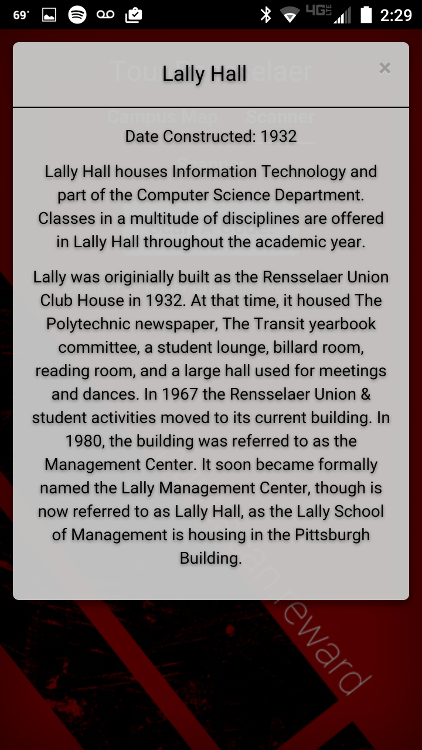 69°
4G LTE
2:29
Tour Rensselaer
Lally Hall
×
Campus Map Scanner
Date Constructed: 1932
Lally Hall houses Information Technology and
part of the Computer Science Department.
Classes in a multitude of disciplines are offered
in Lally Hall throughout the academic year.
Lally was originially built as the Rensselaer Union
Club House in 1932. At that time, it housed The
Polytechnic newspaper, The Transit yearbook
committee, a student lounge, billard room,
reading room, and a large hall used for meetings
and dances. In 1967 the Rensselaer Union &
student activities moved to its current building. In
1980, the building was referred to as the
Management Center. It soon became formally
named the Lally Management Center, though is
now referred to as Lally Hall, as the Lally School
of Management is housing in the Pittsburgh
Building.
reward